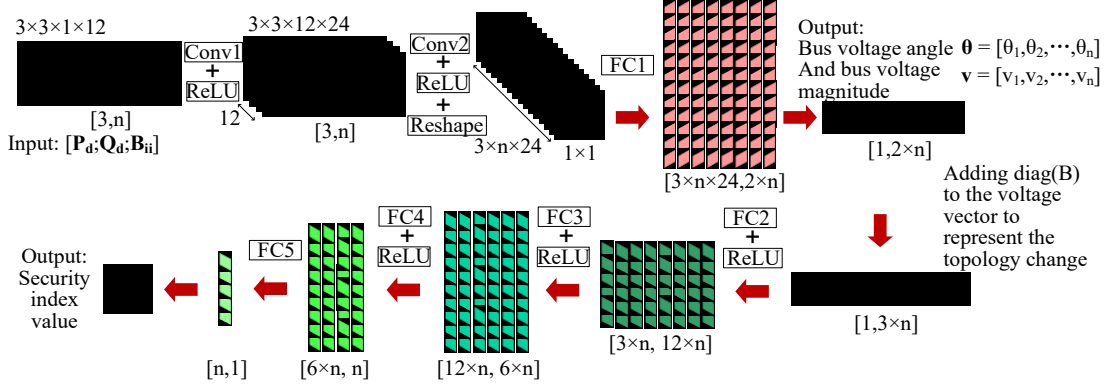 3×3×1×12
Conv1
+
ReLU
3×3×12×24
Conv2
+
ReLU
+
Reshape
FC1
Output:
Bus voltage angle θ = [θ₁,θ₂,⋯,θₙ]
And bus voltage v = [v₁,v₂,⋯,vₙ]
magnitude
[3,n]
12
[3,n]
3×n×24
1×1
[3×n×24,2×n]
[1,2×n]
Input: [P_d;Q_d;B_ii]
Adding diag(B)
to the voltage
vector to
represent the
topology change
Output:
Security
index
value
FC5
FC4
+
ReLU
FC3
+
ReLU
FC2
+
ReLU
[n,1]
[6×n, n]
[12×n, 6×n]
[3×n, 12×n]
[1,3×n]